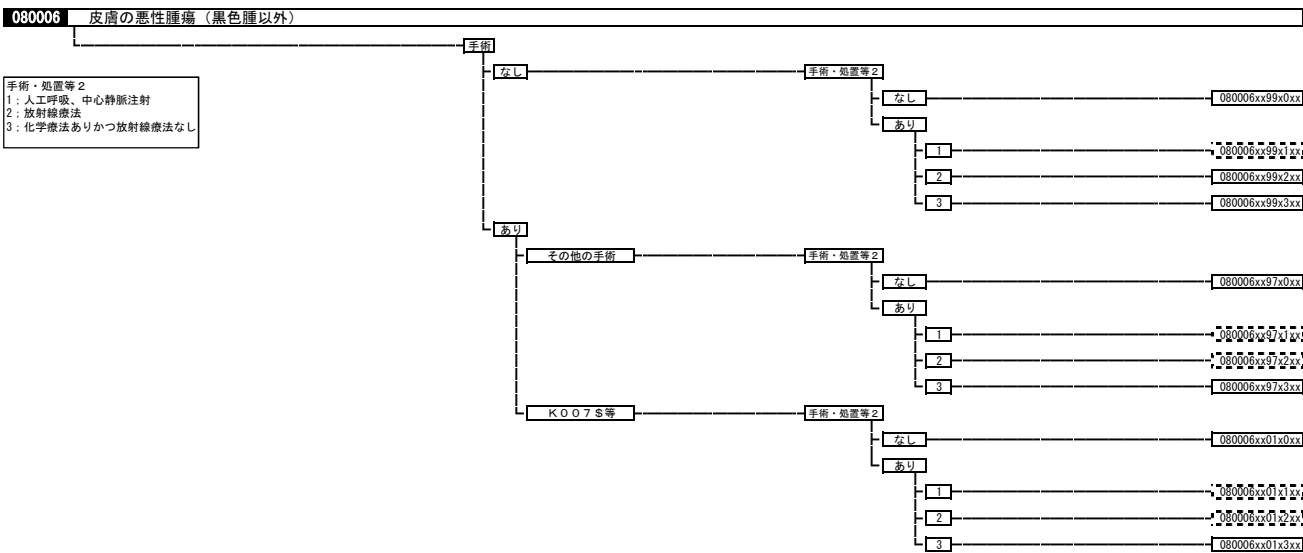 080006 皮膚の悪性腫瘍（黒色腫以外）
手術
なし 手術・処置等２
手術・処置等２
1；人工呼吸、中心静脈注射
2；放射線療法
3；化学療法ありかつ放射線療法なし
なし 080006xx99x0xx
あり
1 080006xx99x1xx
2 080006xx99x2xx
3 080006xx99x3xx
あり
その他の手術 手術・処置等２
なし 080006xx97x0xx
あり
1 080006xx97x1xx
2 080006xx97x2xx
3 080006xx97x3xx
Ｋ００７＄等 手術・処置等２
なし 080006xx01x0xx
あり
1 080006xx01x1xx
2 080006xx01x2xx
3 080006xx01x3xx